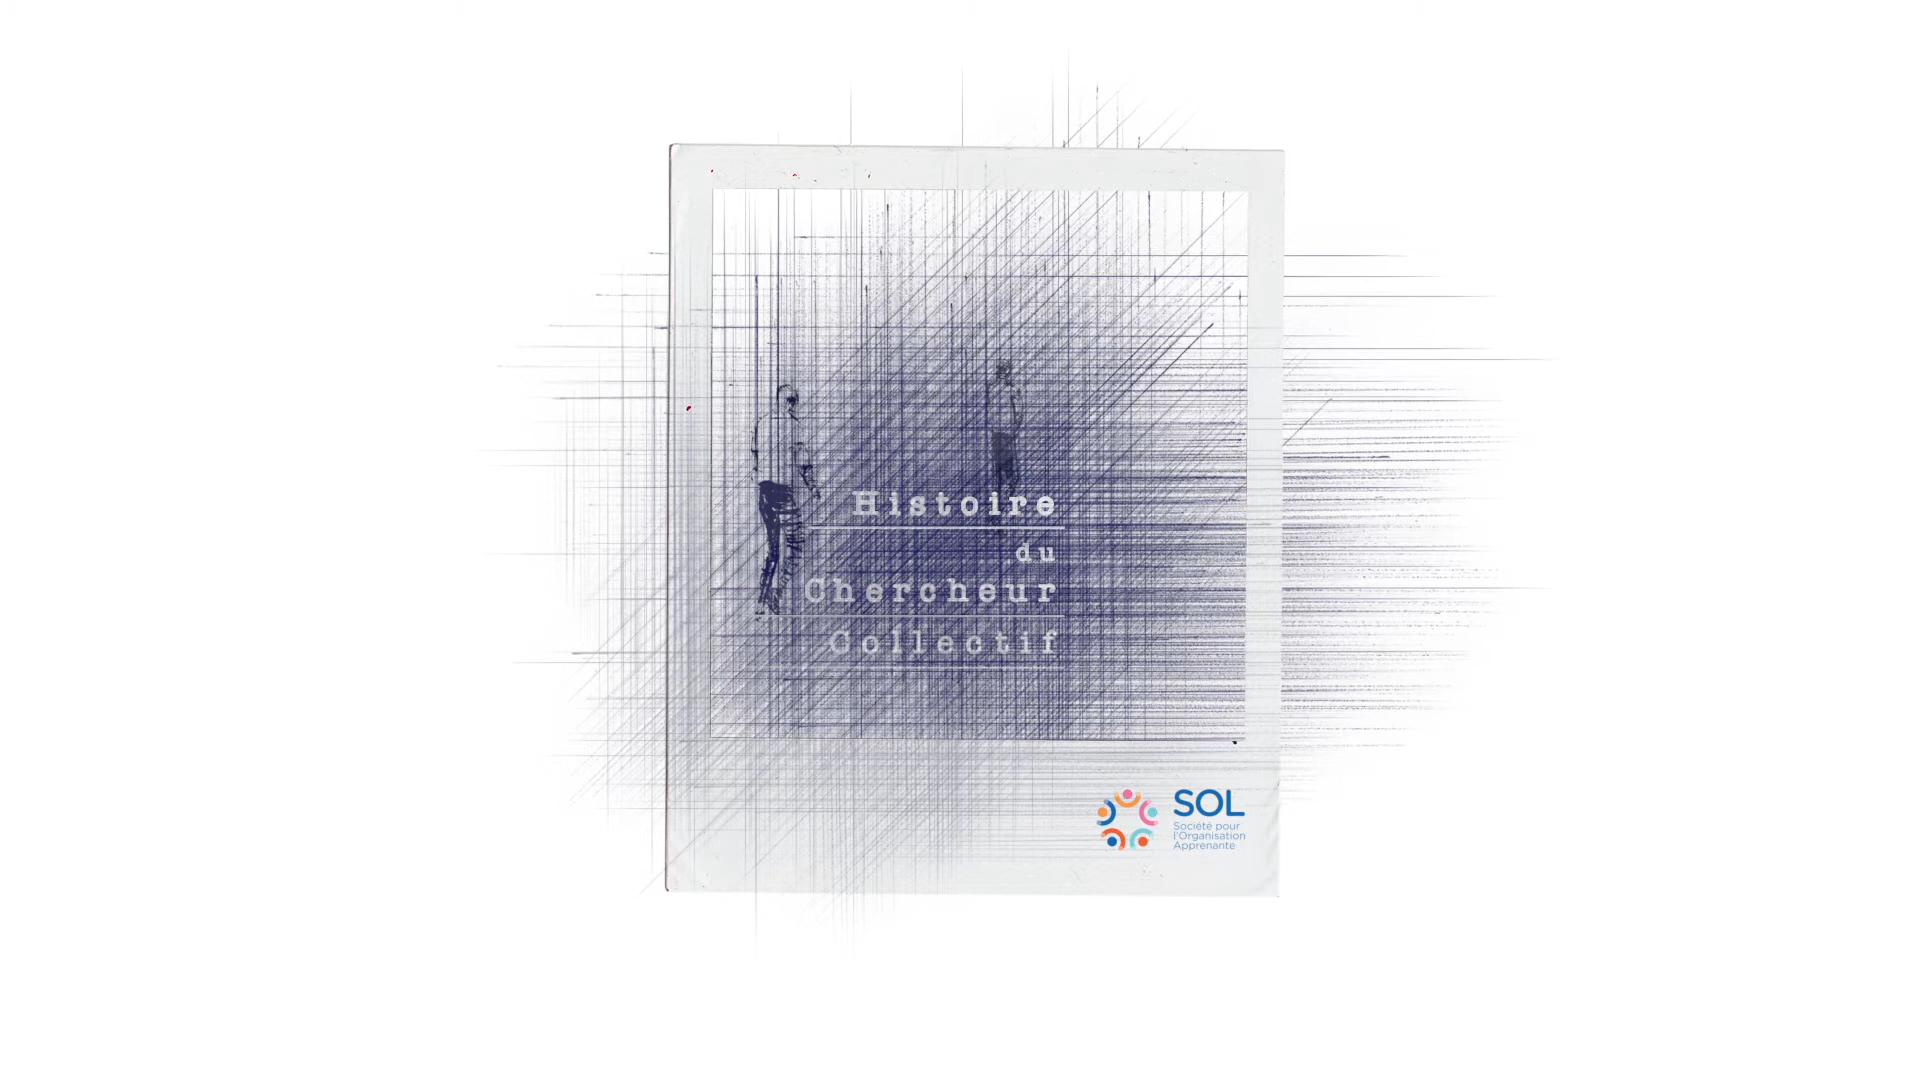 Histoire
du
Chercheur
Collectif
SOL
Société pour
l'Organisation
Apprenante